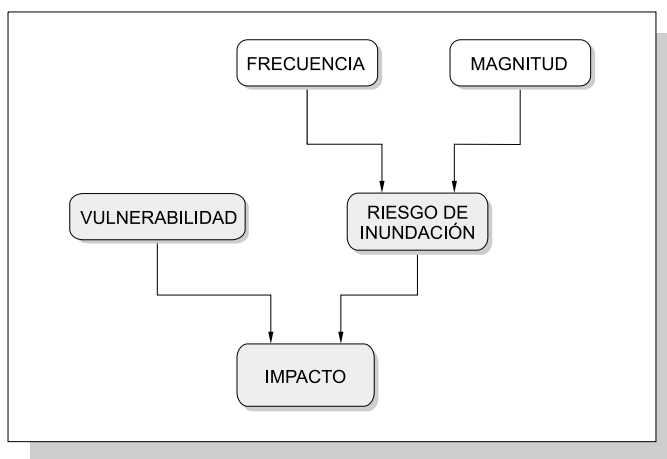 FRECUENCIA
MAGNITUD
VULNERABILIDAD
RIESGO DE
INUNDACIÓN
IMPACTO